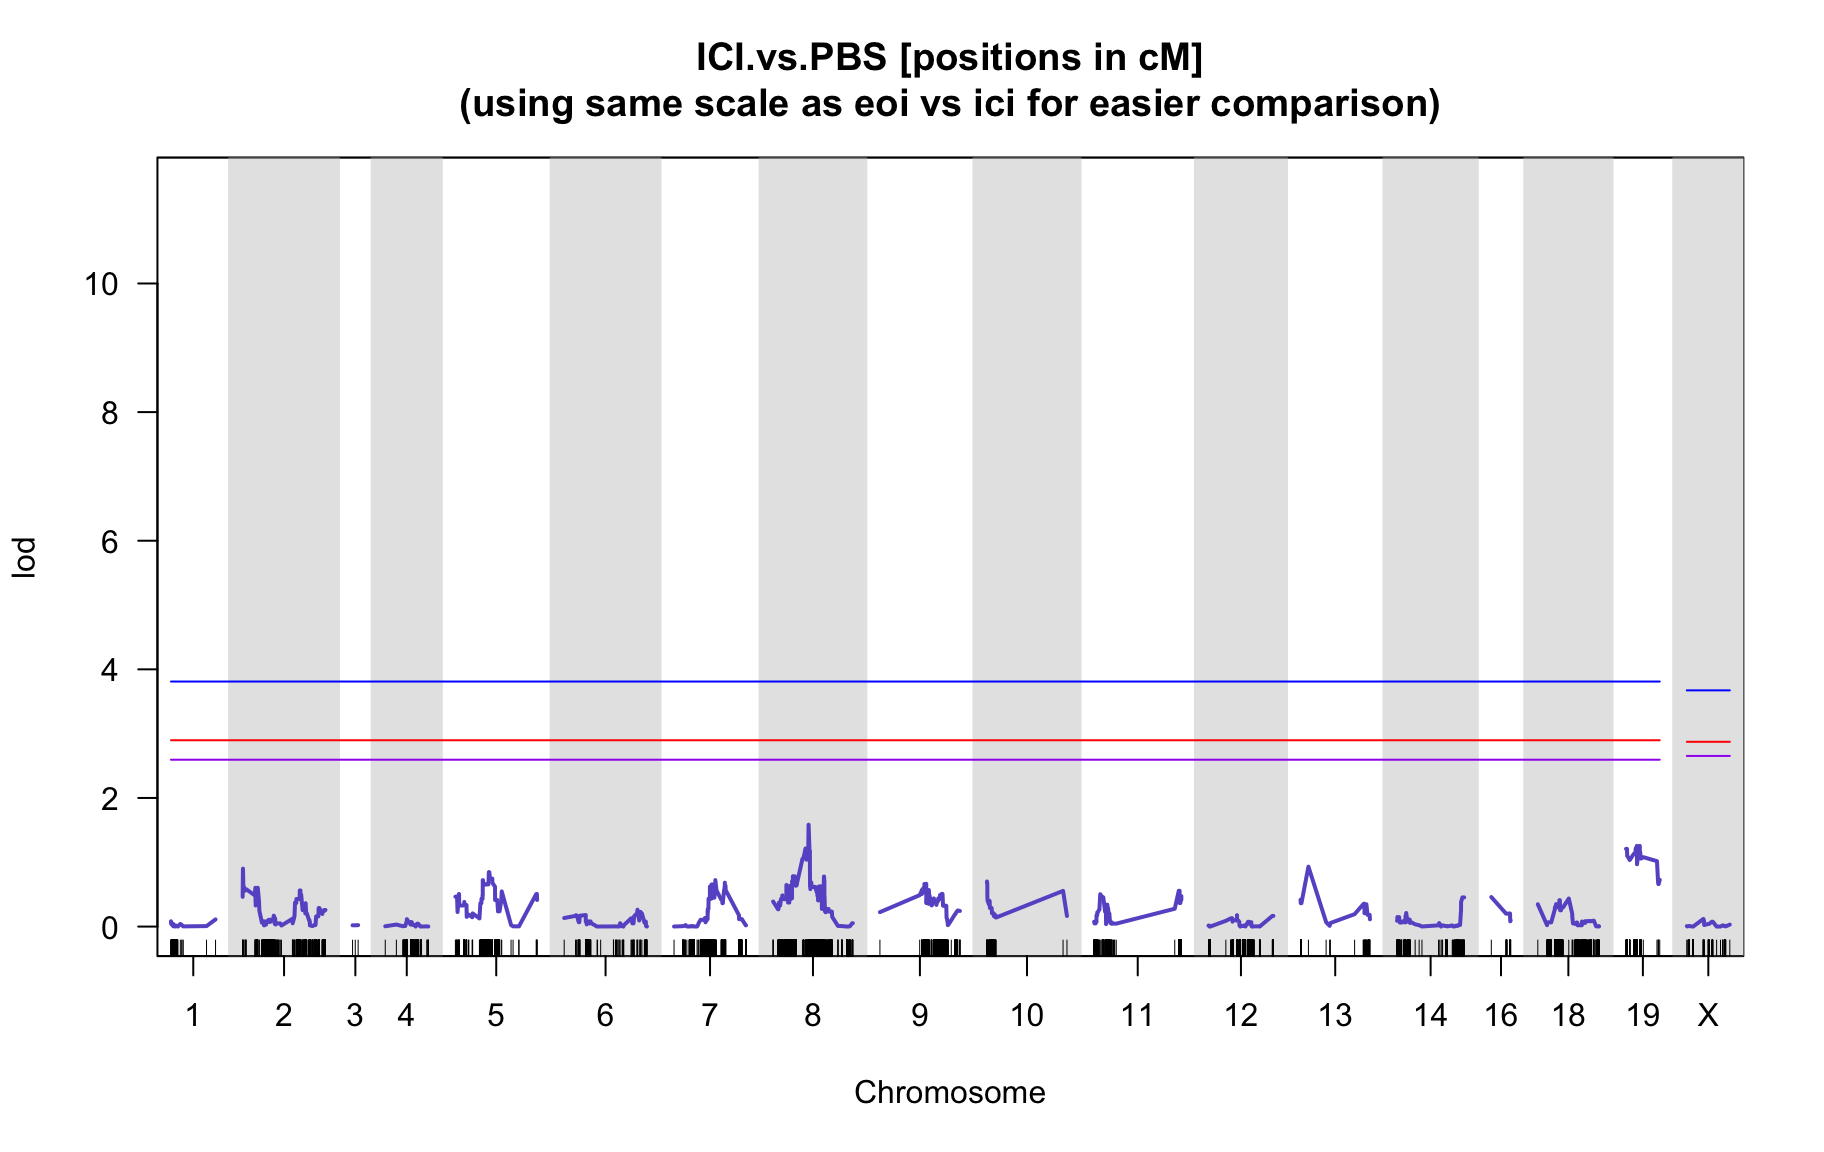 ICI.vs.PBS [positions in cM]
(using same scale as eoi vs ici for easier comparison)
10
8
6
4
2
0
lod
1 2 3 4 5 6 7 8 9 10 11 12 13 14 16 18 19 X
Chromosome